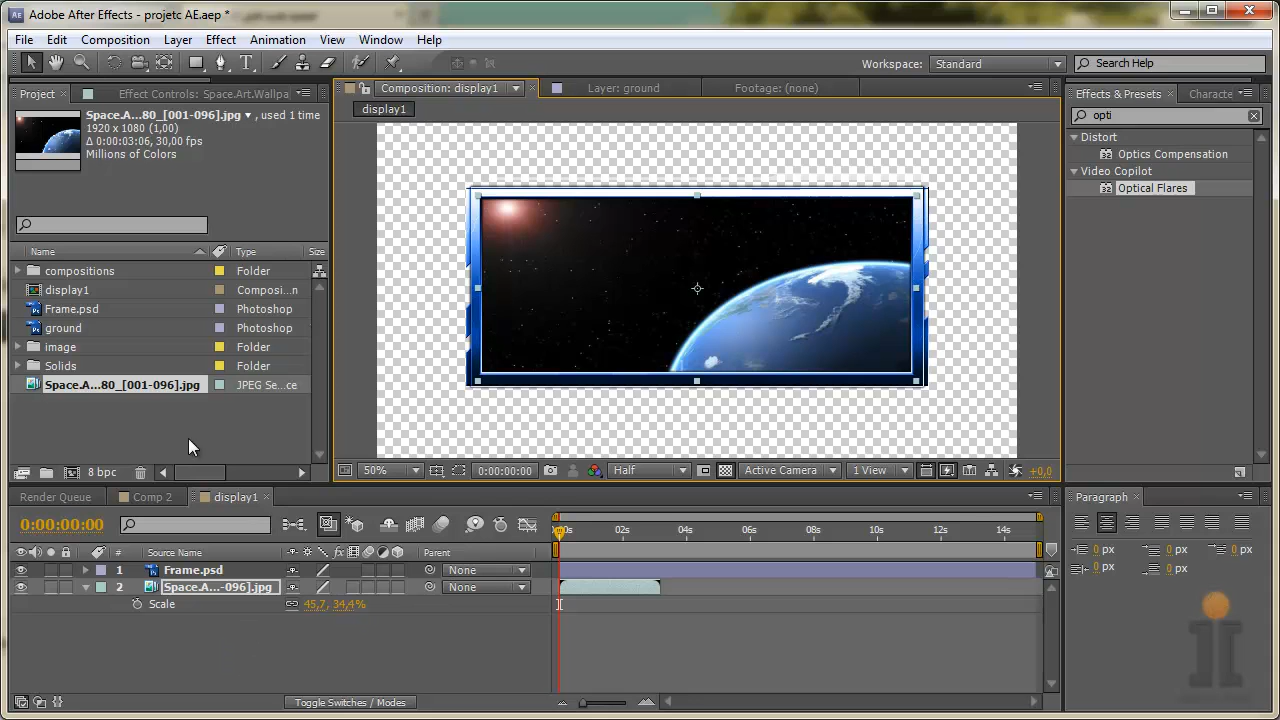 Adobe After Effects - projetc AE.aep *
File Edit Composition Layer Effect Animation View Window Help
Workspace: Standard Search Help
Project Effect Controls: Space.Art.Wallpa
Composition: display1 Layer: ground Footage: (none)
Effects & Presets Characte
Space.A...80_[001-096].jpg , used 1 time
1920 x 1080 (1,00)
Δ 0:00:03:06, 30,00 fps
Millions of Colors
display1
opti
Distort
Optics Compensation
Video Copilot
Optical Flares
Name Type Size
compositions Folder
display1 Composi...n
Frame.psd Photoshop
ground Photoshop
image Folder
Solids Folder
Space.A...80_[001-096].jpg JPEG Se...ce
8 bpc
50% 0:00:00:00 Half Active Camera 1 View +0,0
Render Queue Comp 2 display1
Paragraph
0:00:00:00
00s 02s 04s 06s 08s 10s 12s 14s
# Source Name fx Parent
1 Frame.psd None
2 Space.A...-096].jpg None
Scale 45,7, 34,4%
0 px 0 px 0 px
0 px 0 px
Toggle Switches / Modes